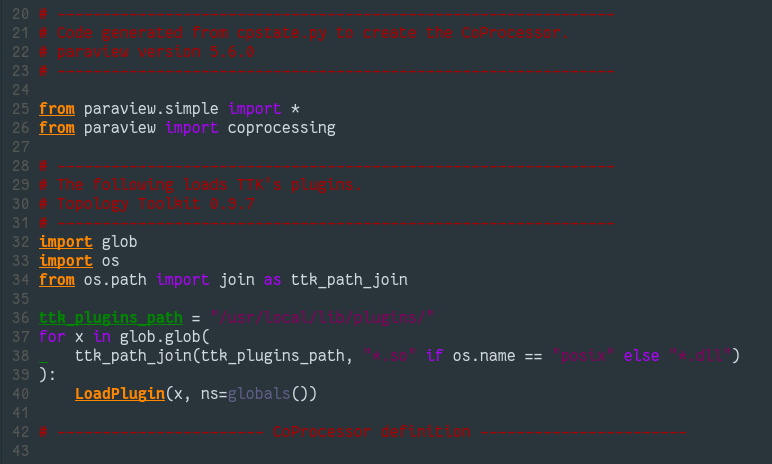 20 # --------------------------------------------------------------
21 # Code generated from cpstate.py to create the CoProcessor.
22 # paraview version 5.6.0
23 # --------------------------------------------------------------
24
25 from paraview.simple import *
26 from paraview import coprocessing
27
28 # --------------------------------------------------------------
29 # The following loads TTK's plugins.
30 # Topology Toolkit 0.9.7
31 # --------------------------------------------------------------
32 import glob
33 import os
34 from os.path import join as ttk_path_join
35
36 ttk_plugins_path = "/usr/local/ttk/plugins/"
37 for x in glob.glob(
38     ttk_path_join(ttk_plugins_path, "*.so" if os.name == "posix" else "*.dll")
39 ):
40     LoadPlugin(x, ns=globals())
41
42 # ----------------------- CoProcessor definition -----------------------
43